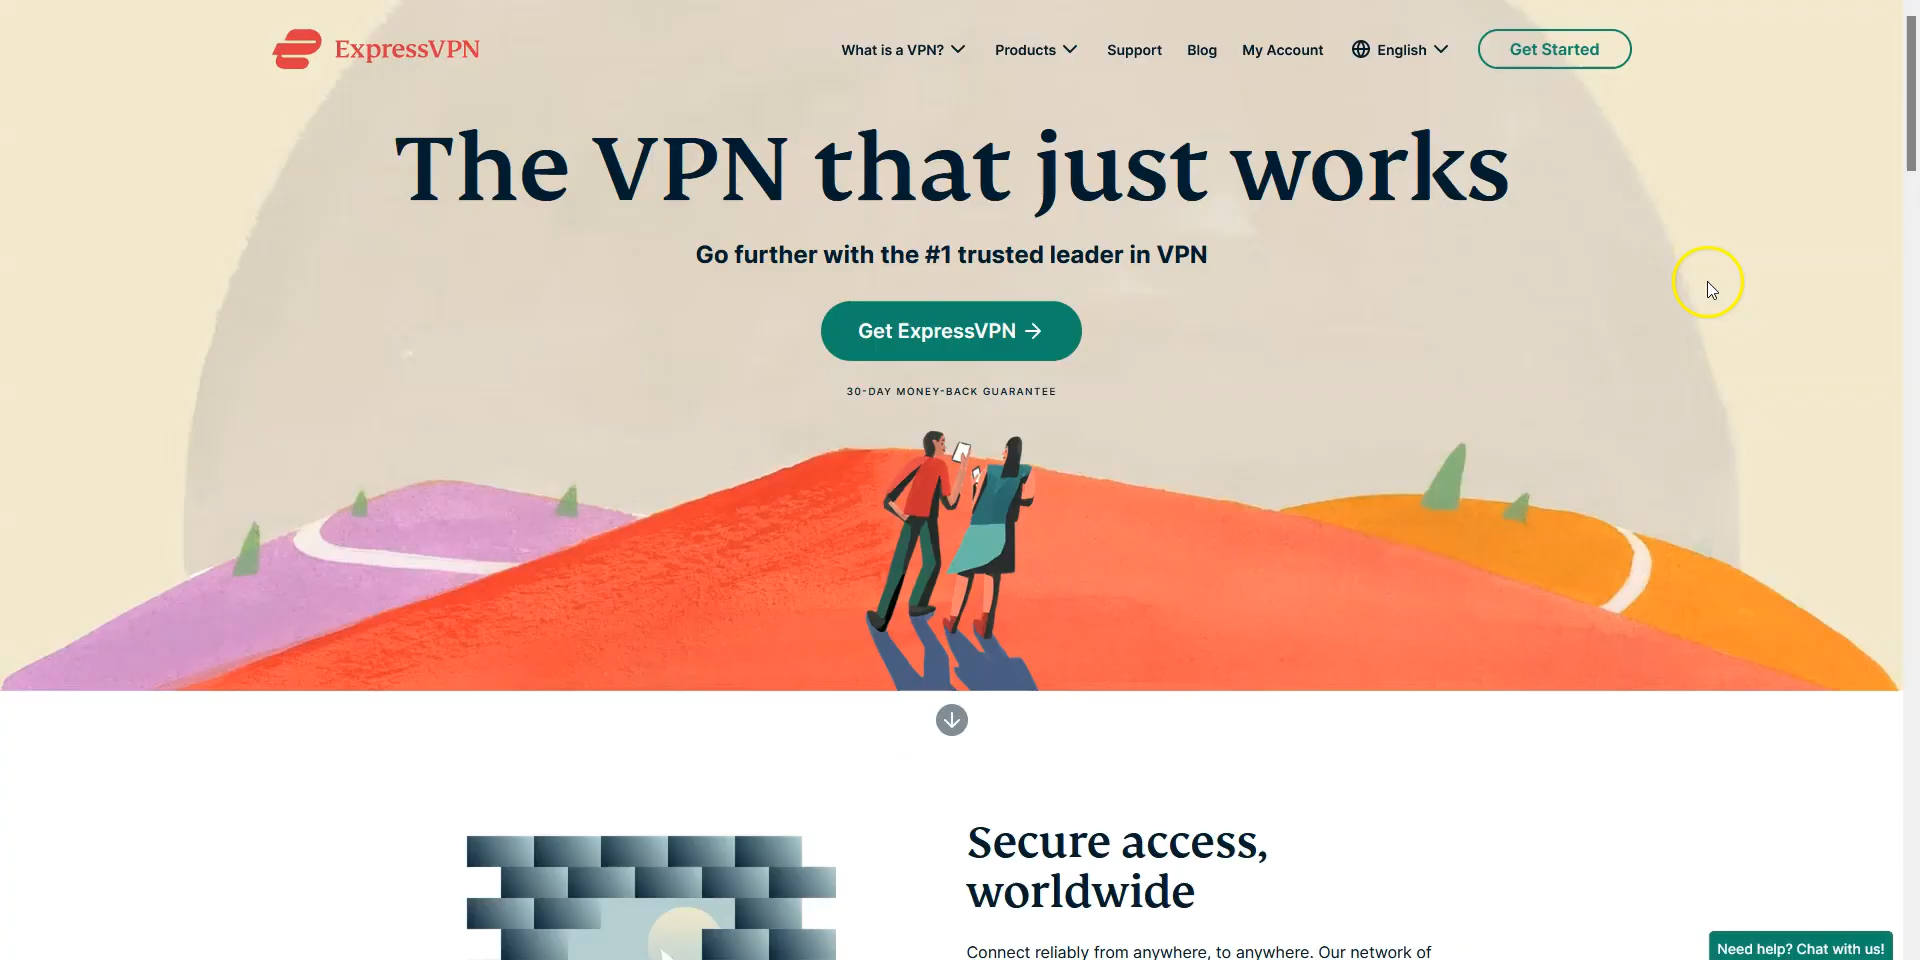 ExpressVPN
What is a VPN? Products Support Blog My Account English Get Started
The VPN that just works
Go further with the #1 trusted leader in VPN
Get ExpressVPN →
30-DAY MONEY-BACK GUARANTEE
Secure access,
worldwide
Connect reliably from anywhere, to anywhere. Our network of
Need help? Chat with us!